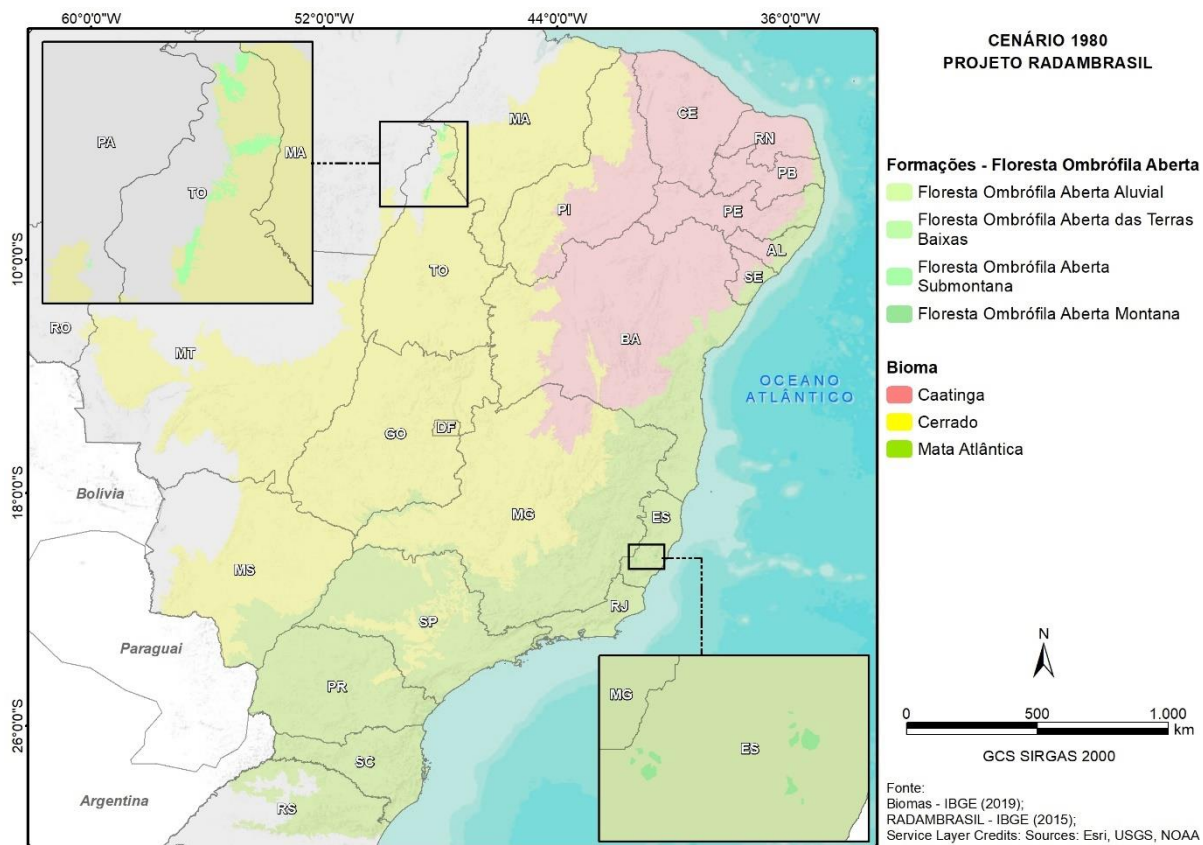 60°0'0"W 52°0'0"W 44°0'0"W 36°0'0"W
CENÁRIO 1980
PROJETO RADAMBRASIL
PA
MA
TO
MA
CE
RN
PB
PI
PE
AL
SE
TO
10°0'0"S
RO
MT
BA
OCEANO
ATLÂNTICO
GO
DF
Bolivia
18°0'0"S
MG
ES
MS
RJ
SP
Paraguai
PR
26°0'0"S
SC
Argentina
RS
MG
ES
Formações - Floresta Ombrófila Aberta
Floresta Ombrófila Aberta Aluvial
Floresta Ombrófila Aberta das Terras
Baixas
Floresta Ombrófila Aberta
Submontana
Floresta Ombrófila Aberta Montana
Bioma
Caatinga
Cerrado
Mata Atlântica
N
0 500 1.000
km
GCS SIRGAS 2000
Fonte:
Biomas - IBGE (2019);
RADAMBRASIL - IBGE (2015);
Service Layer Credits: Sources: Esri, USGS, NOAA